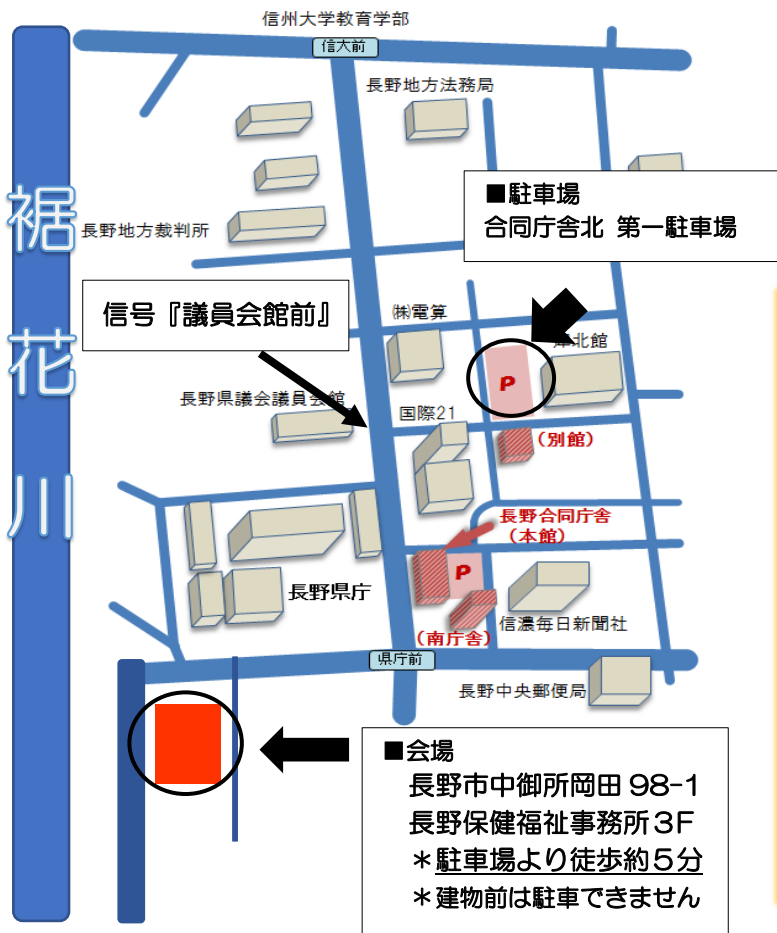 信州大学教育学部
信大前
長野地方法務局
裾花川
■駐車場
合同庁舎北 第一駐車場
長野地方裁判所
信号『議員会館前』
㈱電算
犀北館
P
長野県議会議員会館
国際21
(別館)
長野合同庁舎
(本館)
P
長野県庁
信濃毎日新聞社
(南庁舎)
県庁前
長野中央郵便局
■会場
長野市中御所岡田98-1
長野保健福祉事務所3F
＊駐車場より徒歩約5分
＊建物前は駐車できません